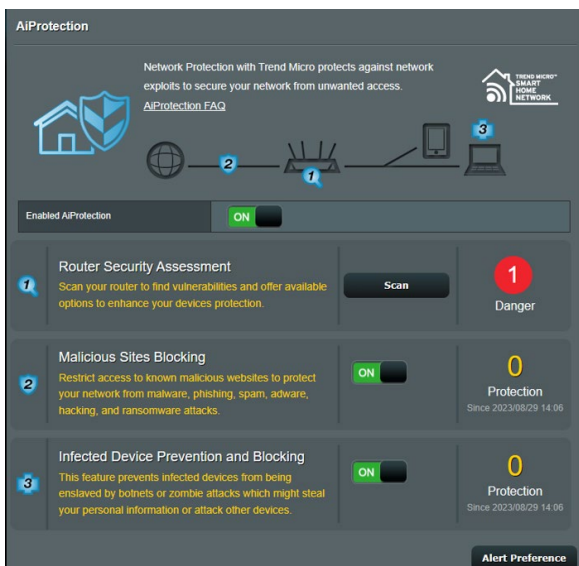 AiProtection
Network Protection with Trend Micro protects against network
exploits to secure your network from unwanted access.
AiProtection FAQ
TREND MICRO™
SMART
HOME
NETWORK
3
2
1
Enabled AiProtection
ON
1
Router Security Assessment
Scan your router to find vulnerabilities and offer available
options to enhance your devices protection.
Scan
1
Danger
2
Malicious Sites Blocking
Restrict access to known malicious websites to protect
your network from malware, phishing, spam, adware,
hacking, and ransomware attacks.
ON
0
Protection
Since 2023/08/29 14:06
3
Infected Device Prevention and Blocking
This feature prevents infected devices from being
enslaved by botnets or zombie attacks which might steal
your personal information or attack other devices.
ON
0
Protection
Since 2023/08/29 14:06
Alert Preference